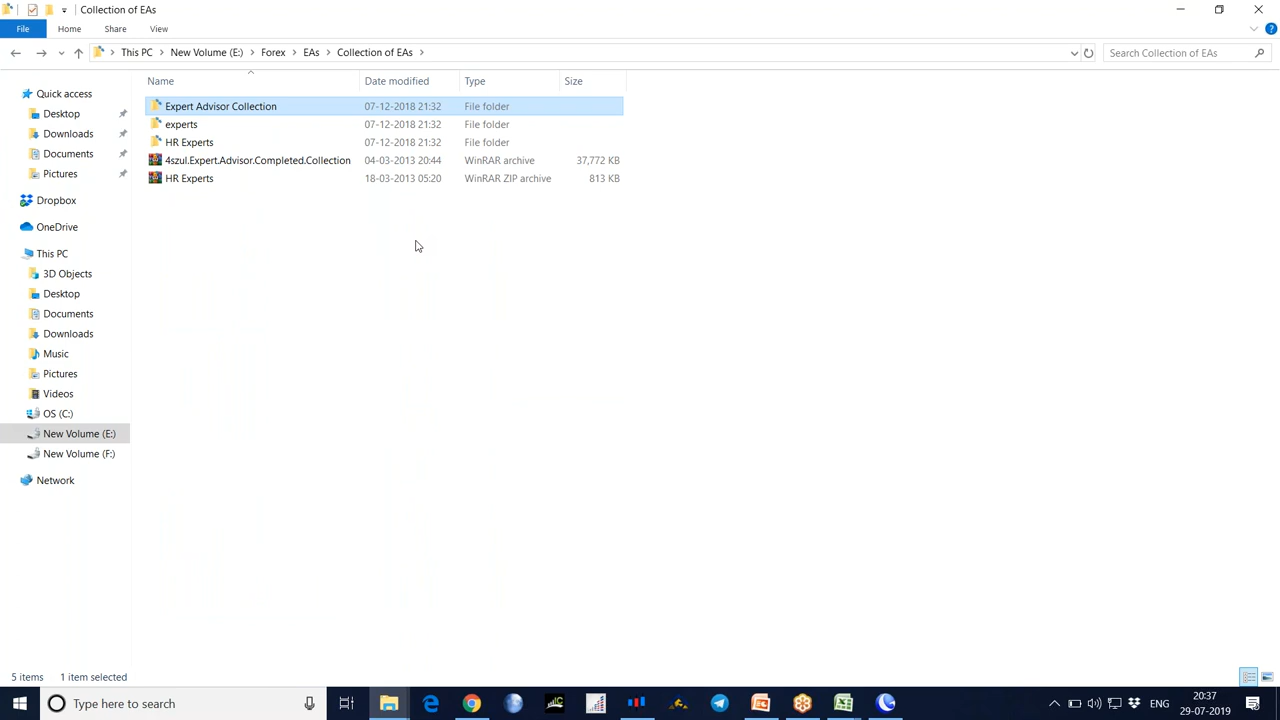 Collection of EAs
File Home Share View
This PC New Volume (E:) Forex EAs Collection of EAs
Search Collection of EAs
Name Date modified Type Size
Expert Advisor Collection 07-12-2018 21:32 File folder
experts 07-12-2018 21:32 File folder
HR Experts 07-12-2018 21:32 File folder
4szul.Expert.Advisor.Completed.Collection 04-03-2013 20:44 WinRAR archive 37,772 KB
HR Experts 18-03-2013 05:20 WinRAR ZIP archive 813 KB
Quick access
Desktop
Downloads
Documents
Pictures
Dropbox
OneDrive
This PC
3D Objects
Desktop
Documents
Downloads
Music
Pictures
Videos
OS (C:)
New Volume (E:)
New Volume (F:)
Network
5 items 1 item selected
Type here to search
ENG
20:37
29-07-2019